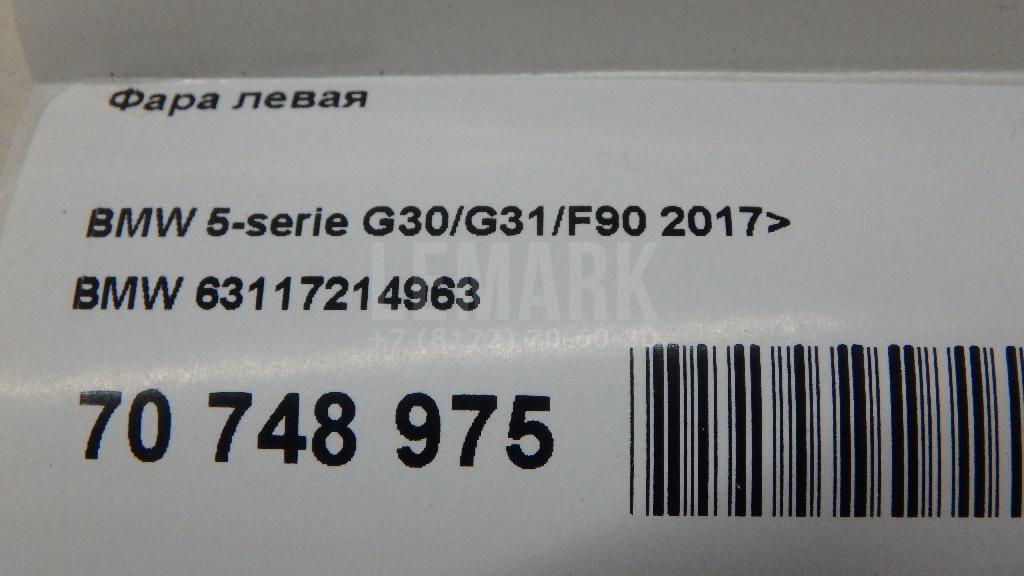 Фара левая
BMW 5-serie G30/G31/F90 2017>
BMW 63117214963
LEMARK
70 748 975